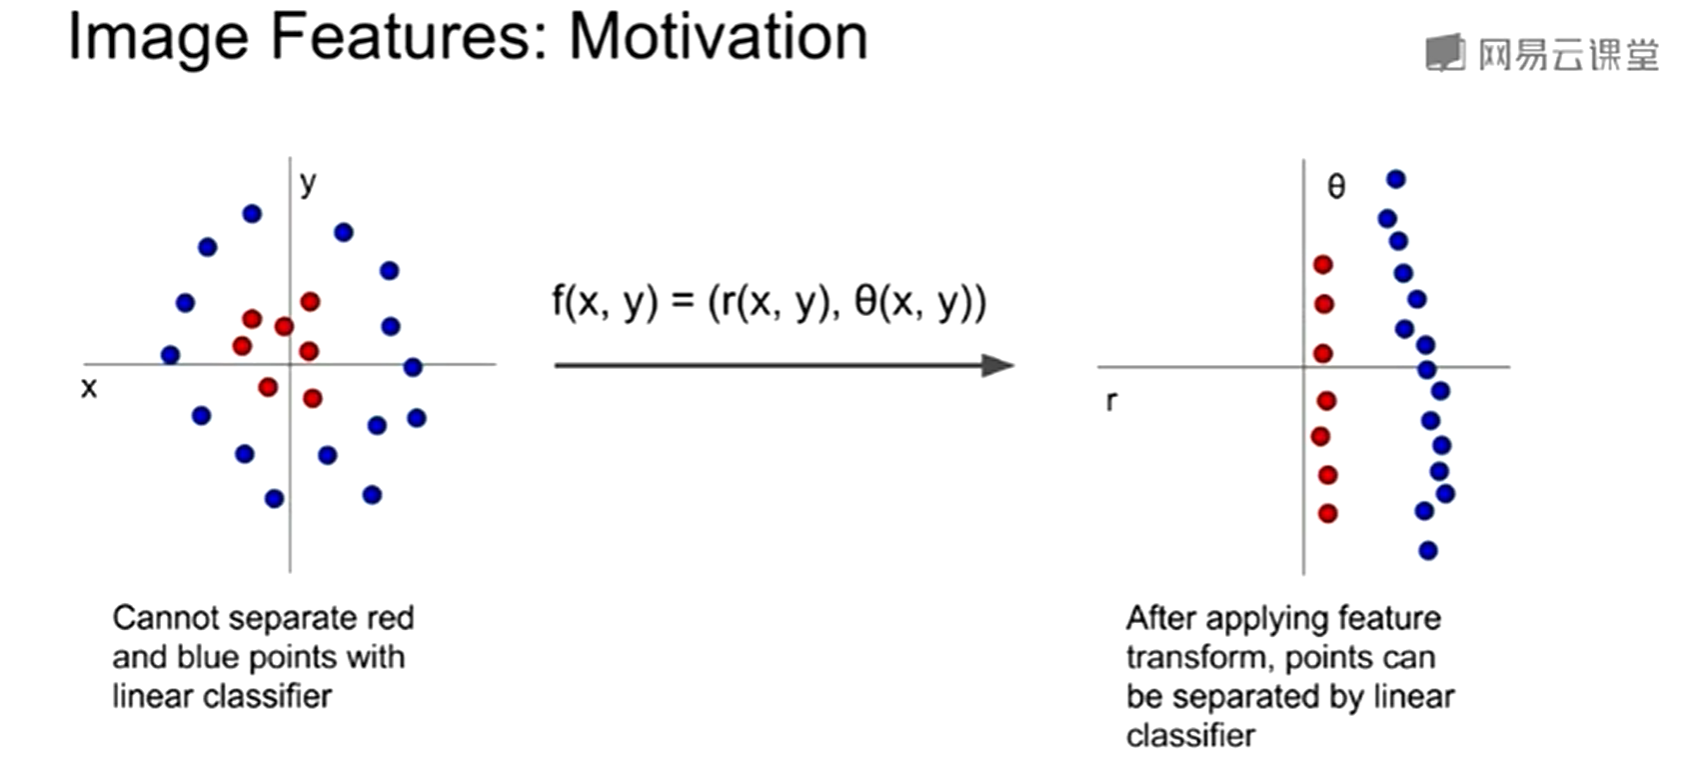 Image Features: Motivation
网易云课堂
y
x
Cannot separate red
and blue points with
linear classifier
f(x, y) = (r(x, y), θ(x, y))
θ
r
After applying feature
transform, points can
be separated by linear
classifier